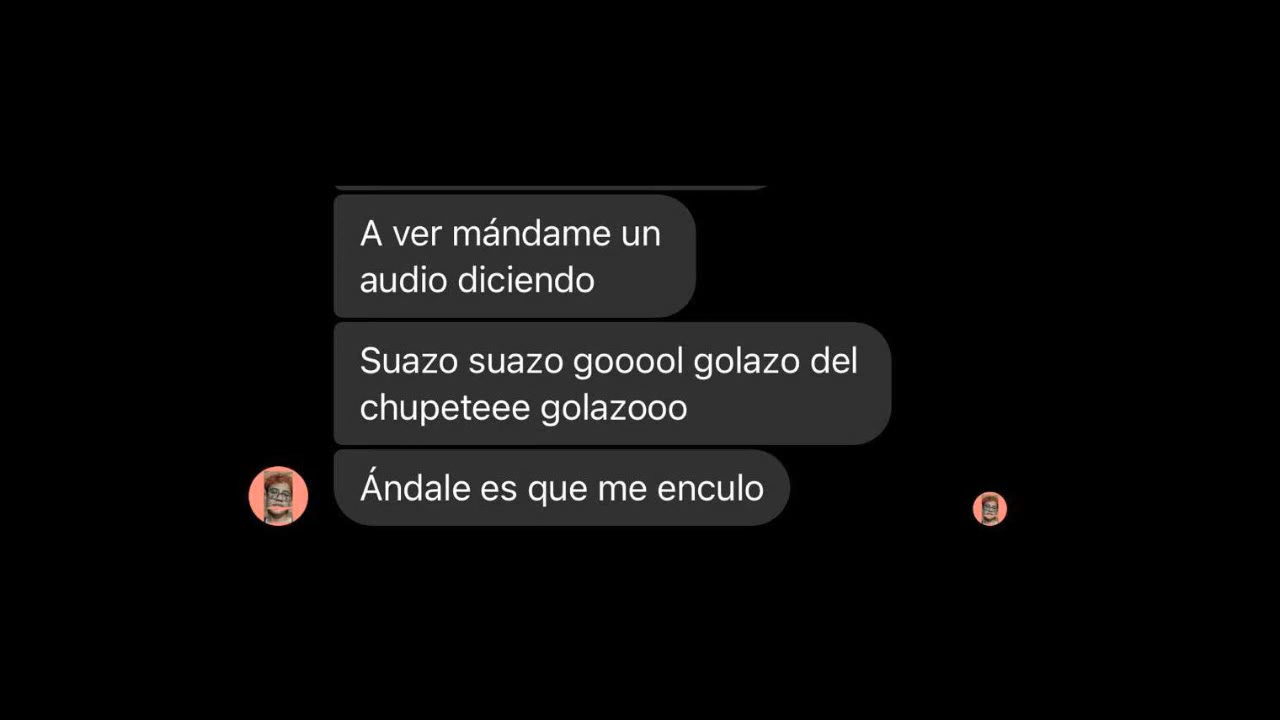 A ver mándame un
audio diciendo
Suazo suazo gooool golazo del
chupeteee golazooo
Ándale es que me enculo